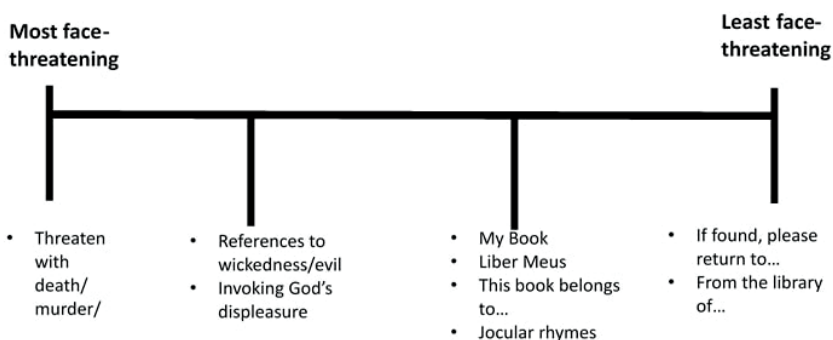 Most face-
threatening
Least face-
threatening
• Threaten
with
death/
murder/
• References to
wickedness/evil
• Invoking God's
displeasure
• My Book
• Liber Meus
• This book belongs
to...
• Jocular rhymes
• If found, please
return to...
• From the library
of...